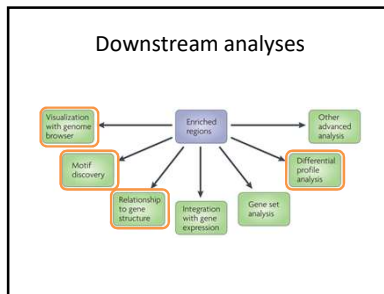 Downstream analyses
Visualization
with genome
browser
Enriched
regions
Other
advanced
analysis
Motif
discovery
Differential
profile
analysis
Relationship
to gene
structure
Integration
with gene
expression
Gene set
analysis